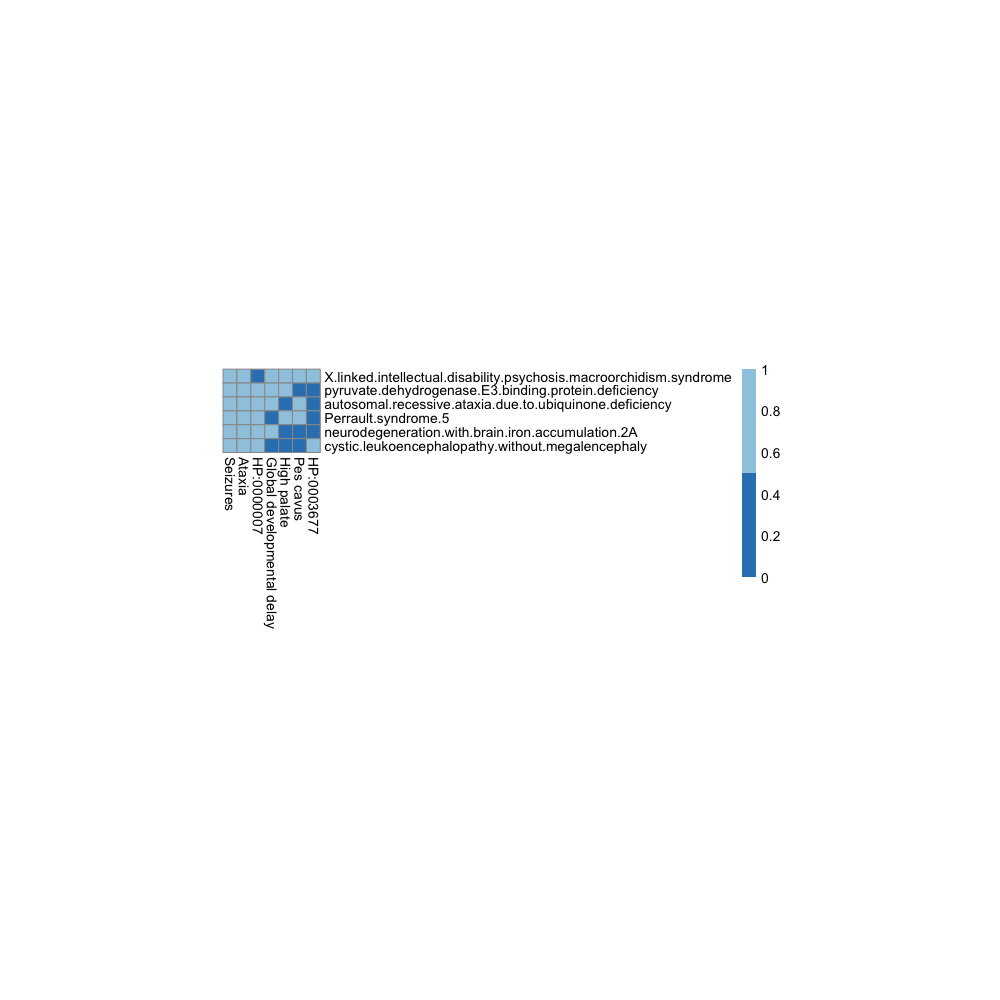 X.linked.intellectual.disability.psychosis.macroorchidism.syndrome
pyruvate.dehydrogenase.E3.binding.protein.deficiency
autosomal.recessive.ataxia.due.to.ubiquinone.deficiency
Perrault.syndrome.5
neurodegeneration.with.brain.iron.accumulation.2A
cystic.leukoencephalopathy.without.megalencephaly
Seizures
Ataxia
HP:0000007
Global developmental delay
High palate
Pes cavus
HP:0003677
1
0.8
0.6
0.4
0.2
0